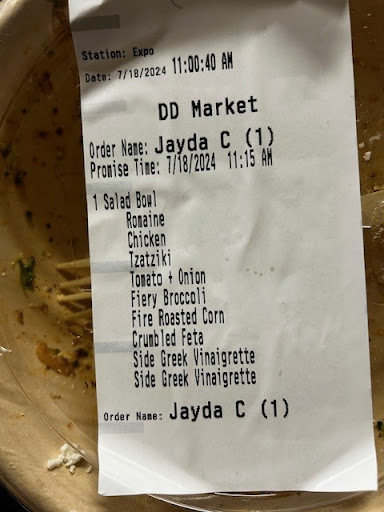 Station: Expo
Date: 7/18/2024 11:00:40 AM
DD Market
Order Name: Jayda C (1)
Promise Time: 7/18/2024 11:15 AM
1 Salad Bowl
Romaine
Chicken
Tzatziki
Tomato + Onion
Fiery Broccoli
Fire Roasted Corn
Crumbled Feta
Side Greek Vinaigrette
Side Greek Vinaigrette
Order Name: Jayda C (1)